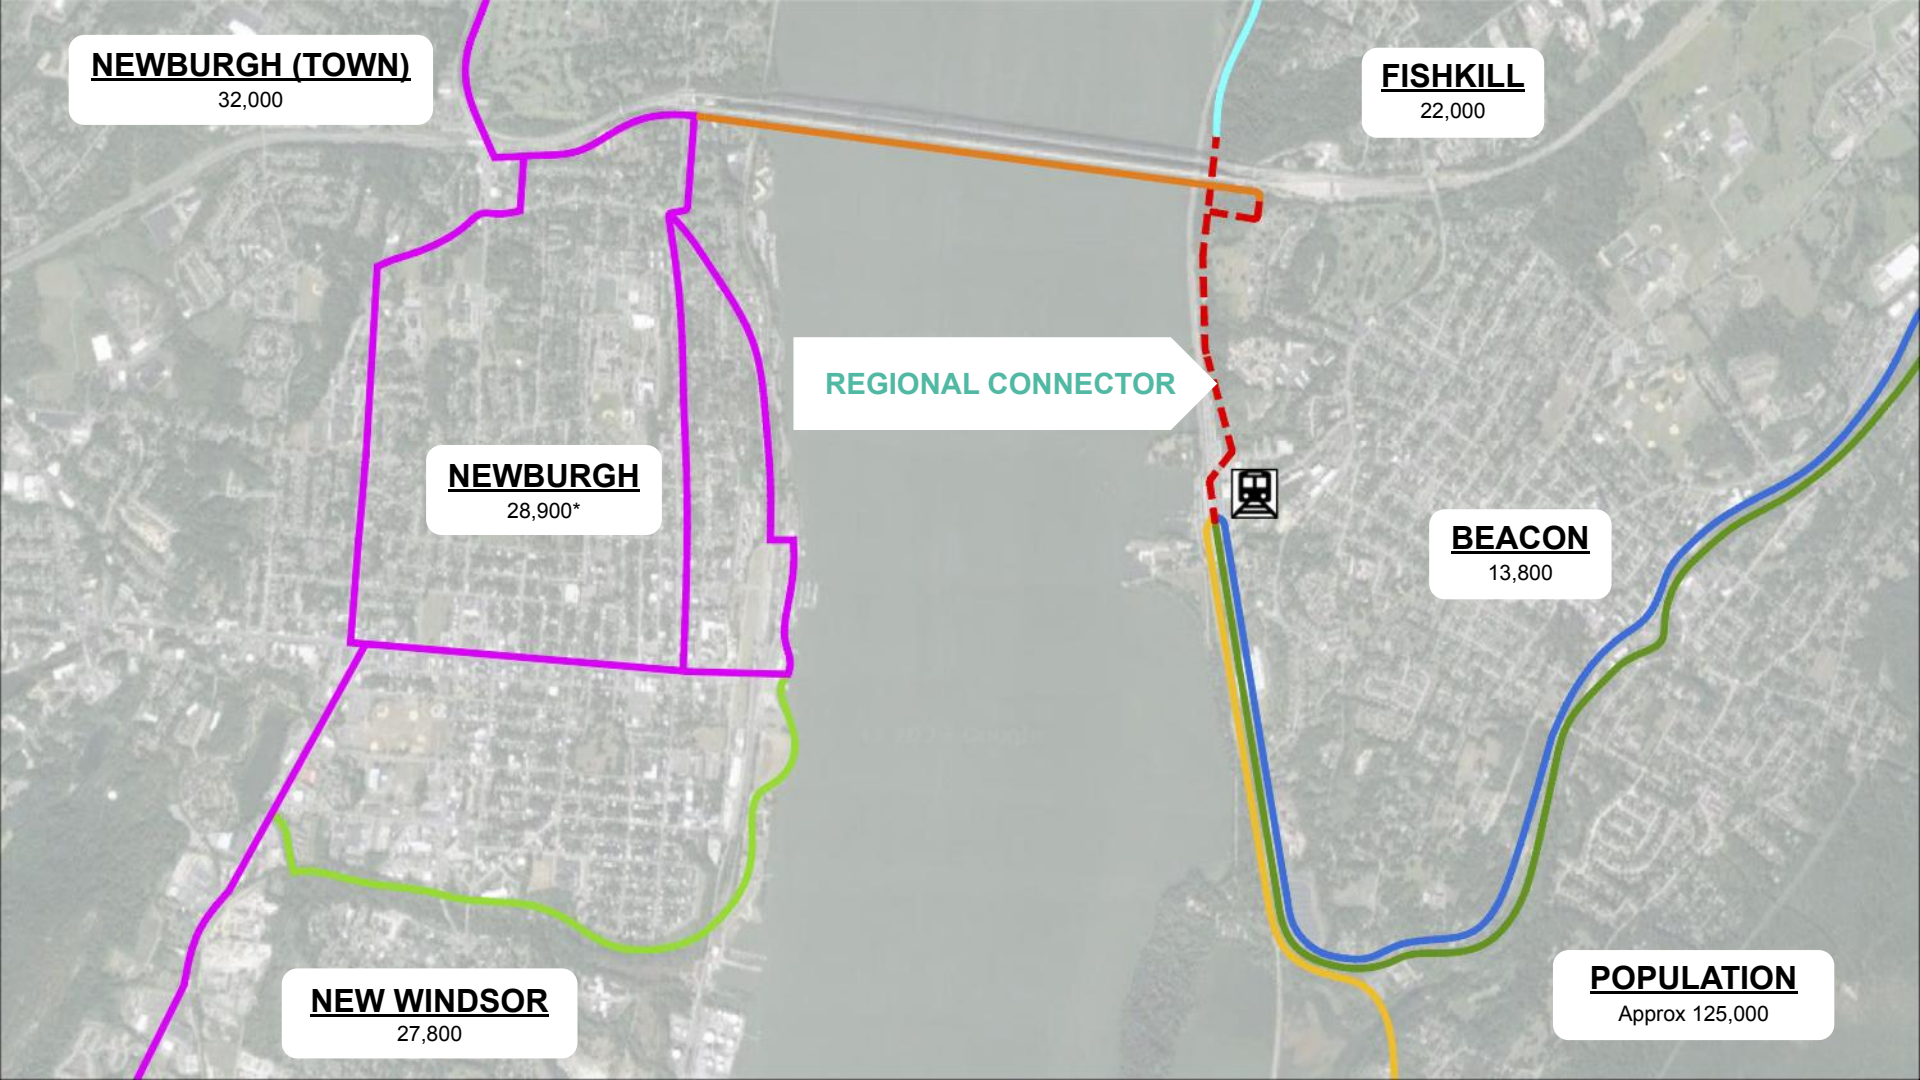 NEWBURGH (TOWN)
32,000
FISHKILL
22,000
REGIONAL CONNECTOR
NEWBURGH
28,900*
BEACON
13,800
NEW WINDSOR
27,800
POPULATION
Approx 125,000